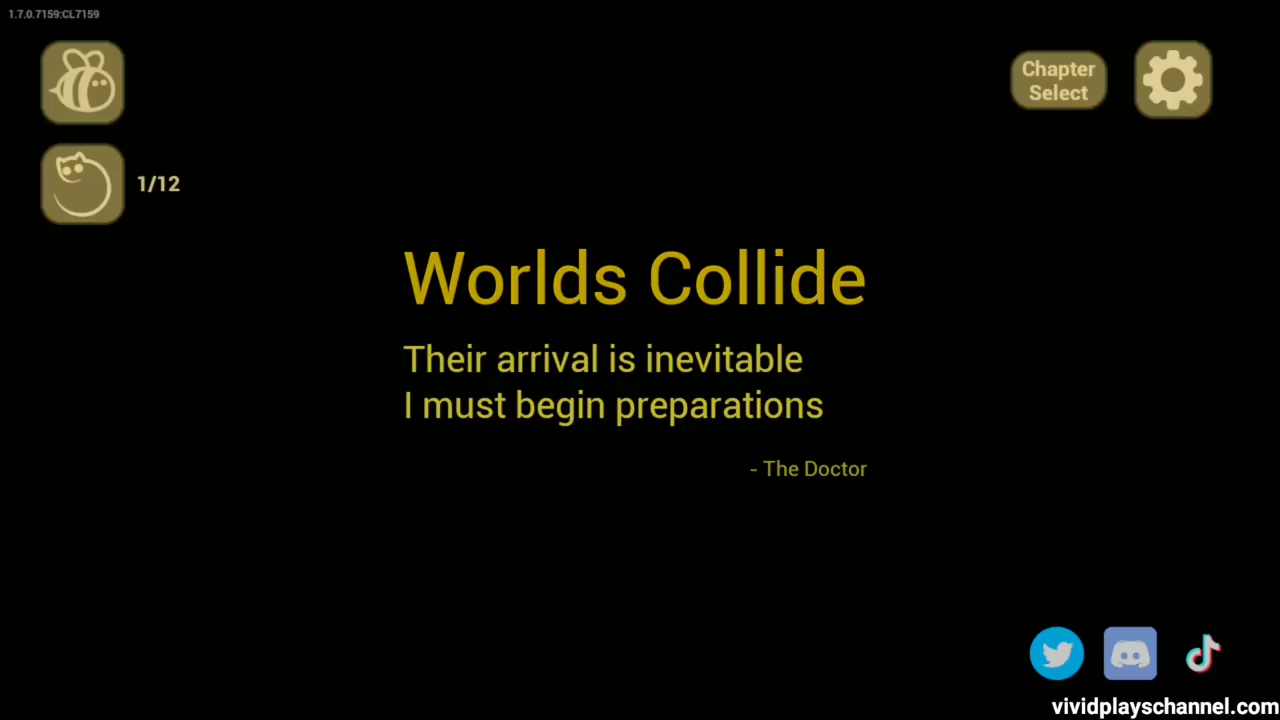 1.7.0.7159:CL7159
Chapter
Select
1/12
Worlds Collide
Their arrival is inevitable
I must begin preparations
- The Doctor
vividplayschannel.com